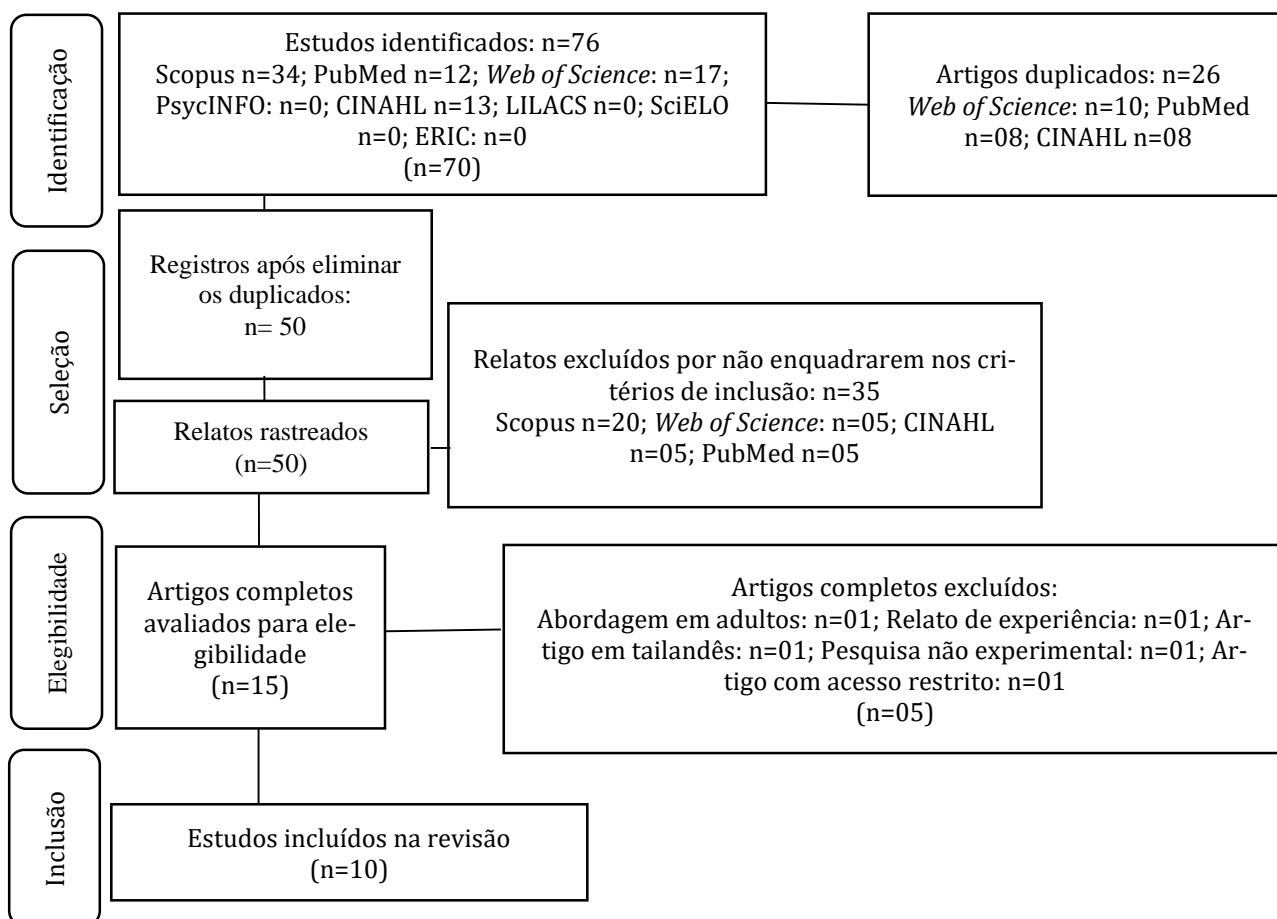 Identificação
Estudos identificados: n=76
Scopus n=34; PubMed n=12; Web of Science: n=17;
PsycINFO: n=0; CINAHL n=13; LILACS n=0; SciELO
n=0; ERIC: n=0
(n=70)
Artigos duplicados: n=26
Web of Science: n=10; PubMed
n=08; CINAHL n=08
Seleção
Registros após eliminar
os duplicados:
n= 50
Relatos rastreados
(n=50)
Relatos excluídos por não enquadrarem nos cri-
térios de inclusão: n=35
Scopus n=20; Web of Science: n=05; CINAHL
n=05; PubMed n=05
Elegibilidade
Artigos completos
avaliados para ele-
gibilidade
(n=15)
Artigos completos excluídos:
Abordagem em adultos: n=01; Relato de experiência: n=01; Ar-
tigo em tailandês: n=01; Pesquisa não experimental: n=01; Ar-
tigo com acesso restrito: n=01
(n=05)
Inclusão
Estudos incluídos na revisão
(n=10)